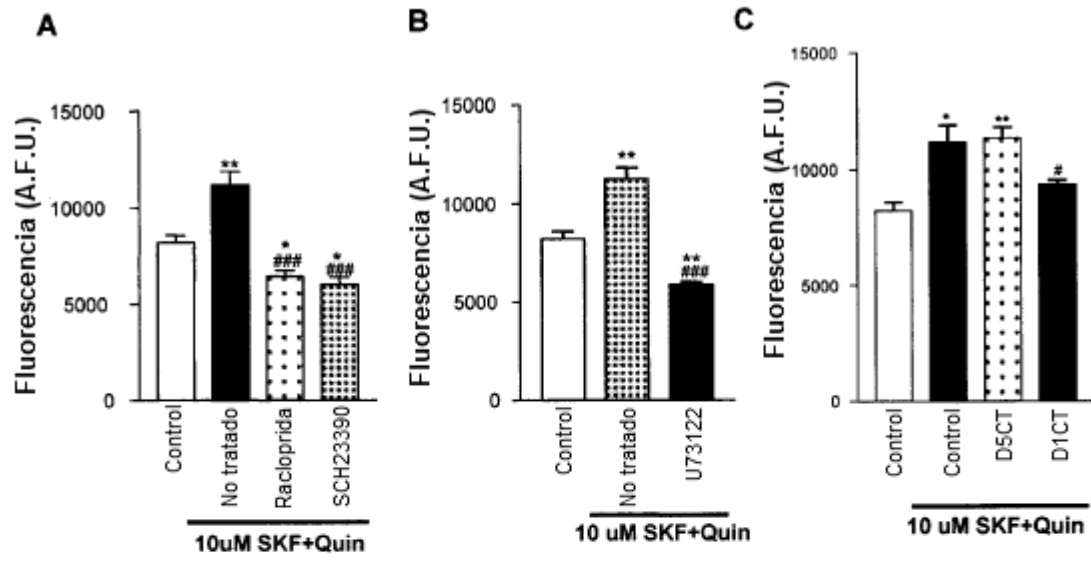 A
Fluorescencia (A.F.U.)
15000
10000
5000
0
**
*
###
*
###
Control
No tratado
Racloprida
SCH23390
10uM SKF+Quin
B
Fluorescencia (A.F.U.)
15000
10000
5000
0
**
**
###
Control
No tratado
U73122
10 uM SKF+Quin
C
Fluorescencia (A.F.U.)
15000
10000
5000
0
*
**
#
Control
Control
D5CT
D1CT
10 uM SKF+Quin